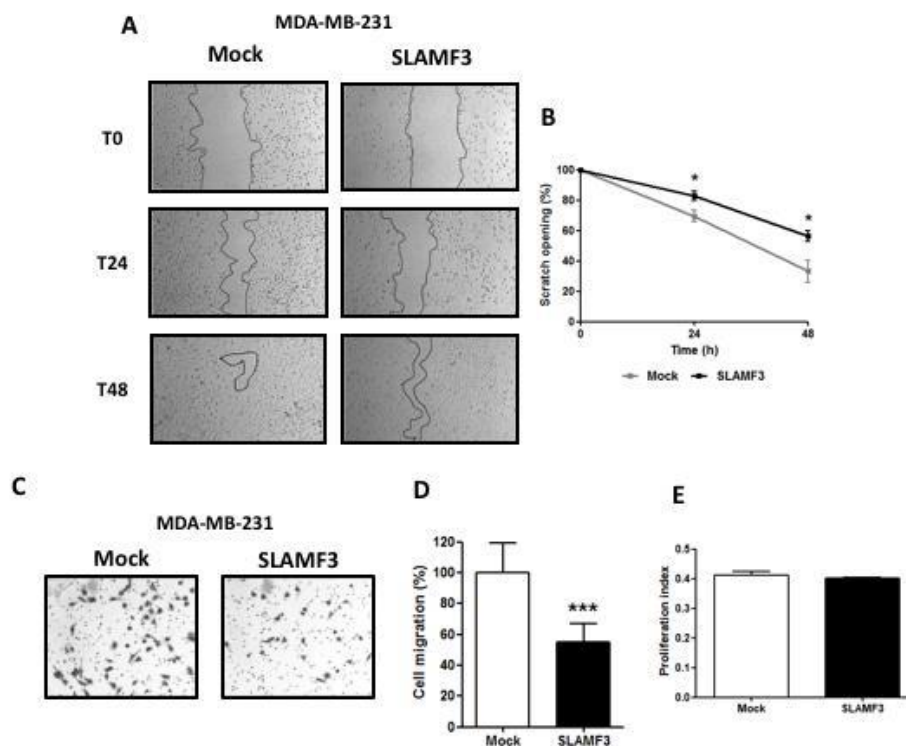 A
MDA-MB-231
Mock SLAMF3
T0
T24
T48
B
Scratch opening (%)
100
80
60
40
20
0
*
*
0 24 48
Time (h)
Mock SLAMF3
C
MDA-MB-231
Mock SLAMF3
D
Cell migration (%)
120
100
80
60
40
20
0
***
Mock SLAMF3
E
Proliferation index
0.5
0.4
0.3
0.2
0.1
0.0
Mock SLAMF3